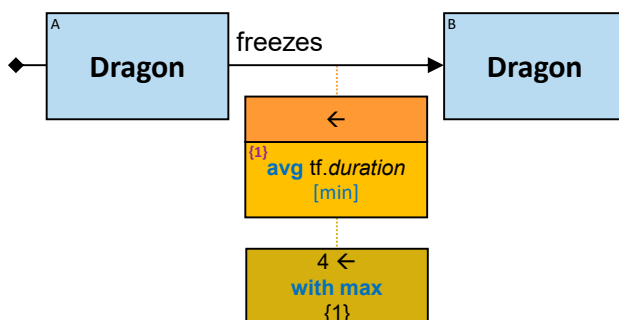 A
Dragon
freezes
B
Dragon
←
{1}
avg tf.duration
[min]
4 ←
with max
{1}